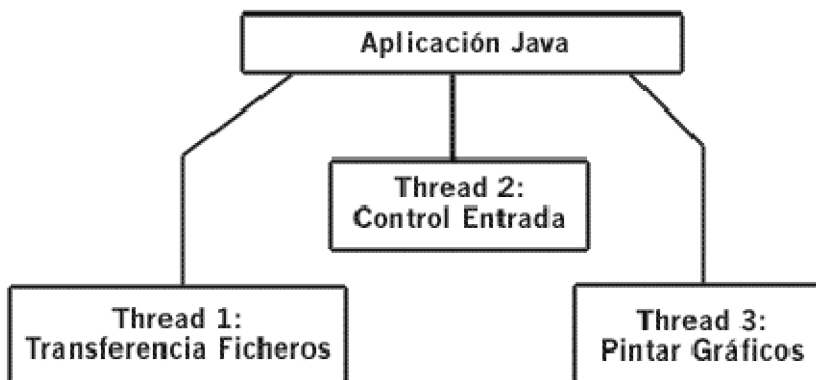 Aplicación Java
Thread 2:
Control Entrada
Thread 1:
Transferencia Ficheros
Thread 3:
Pintar Gráficos